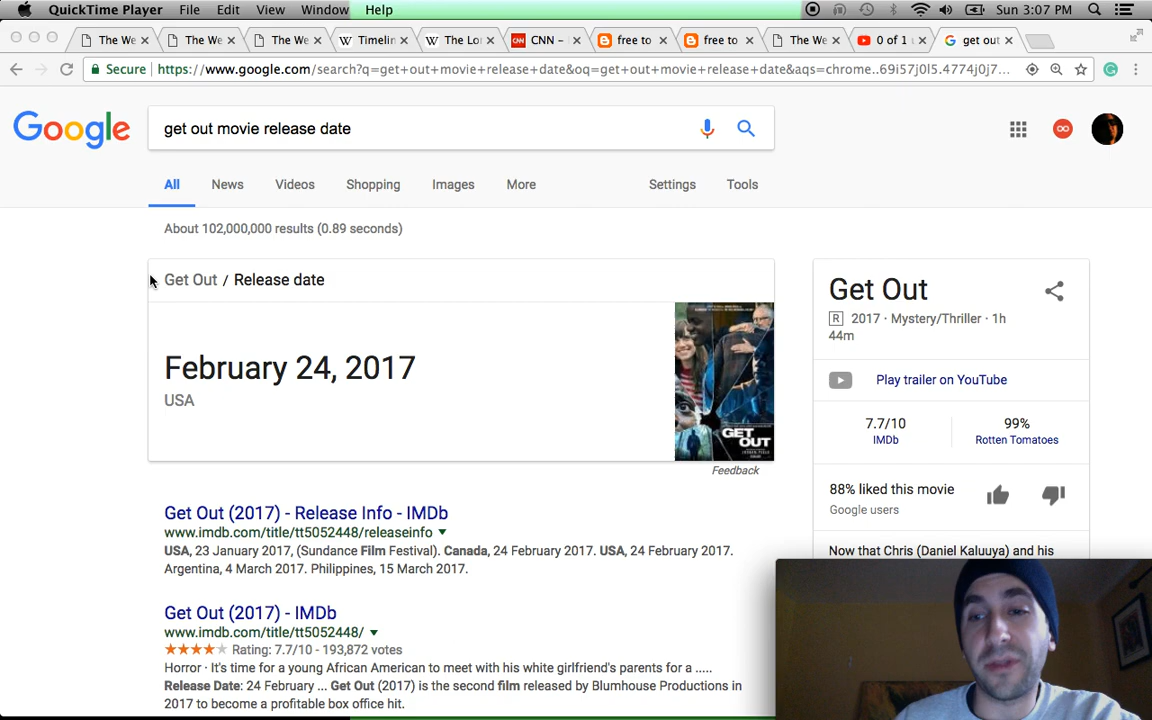 QuickTime Player File Edit View Window Help Sun 3:07 PM
The We The We The We Timelin The Lo CNN – free to free to The We 0 of 1 get out
Secure https://www.google.com/search?q=get+out+movie+release+date&oq=get+out+movie+release+date&aqs=chrome..69i57j0l5.4774j0j7...
Google get out movie release date
All News Videos Shopping Images More Settings Tools
About 102,000,000 results (0.89 seconds)
Get Out / Release date
February 24, 2017
USA
GET OUT
Feedback
Get Out (2017) - Release Info - IMDb
www.imdb.com/title/tt5052448/releaseinfo
USA, 23 January 2017, (Sundance Film Festival). Canada, 24 February 2017. USA, 24 February 2017.
Argentina, 4 March 2017. Philippines, 15 March 2017.
Get Out (2017) - IMDb
www.imdb.com/title/tt5052448/
Rating: 7.7/10 - 193,872 votes
Horror · It's time for a young African American to meet with his white girlfriend's parents for a .....
Release Date: 24 February ... Get Out (2017) is the second film released by Blumhouse Productions in
2017 to become a profitable box office hit.
Get Out
R 2017 · Mystery/Thriller · 1h
44m
Play trailer on YouTube
7.7/10 99%
IMDb Rotten Tomatoes
88% liked this movie
Google users
Now that Chris (Daniel Kaluuya) and his